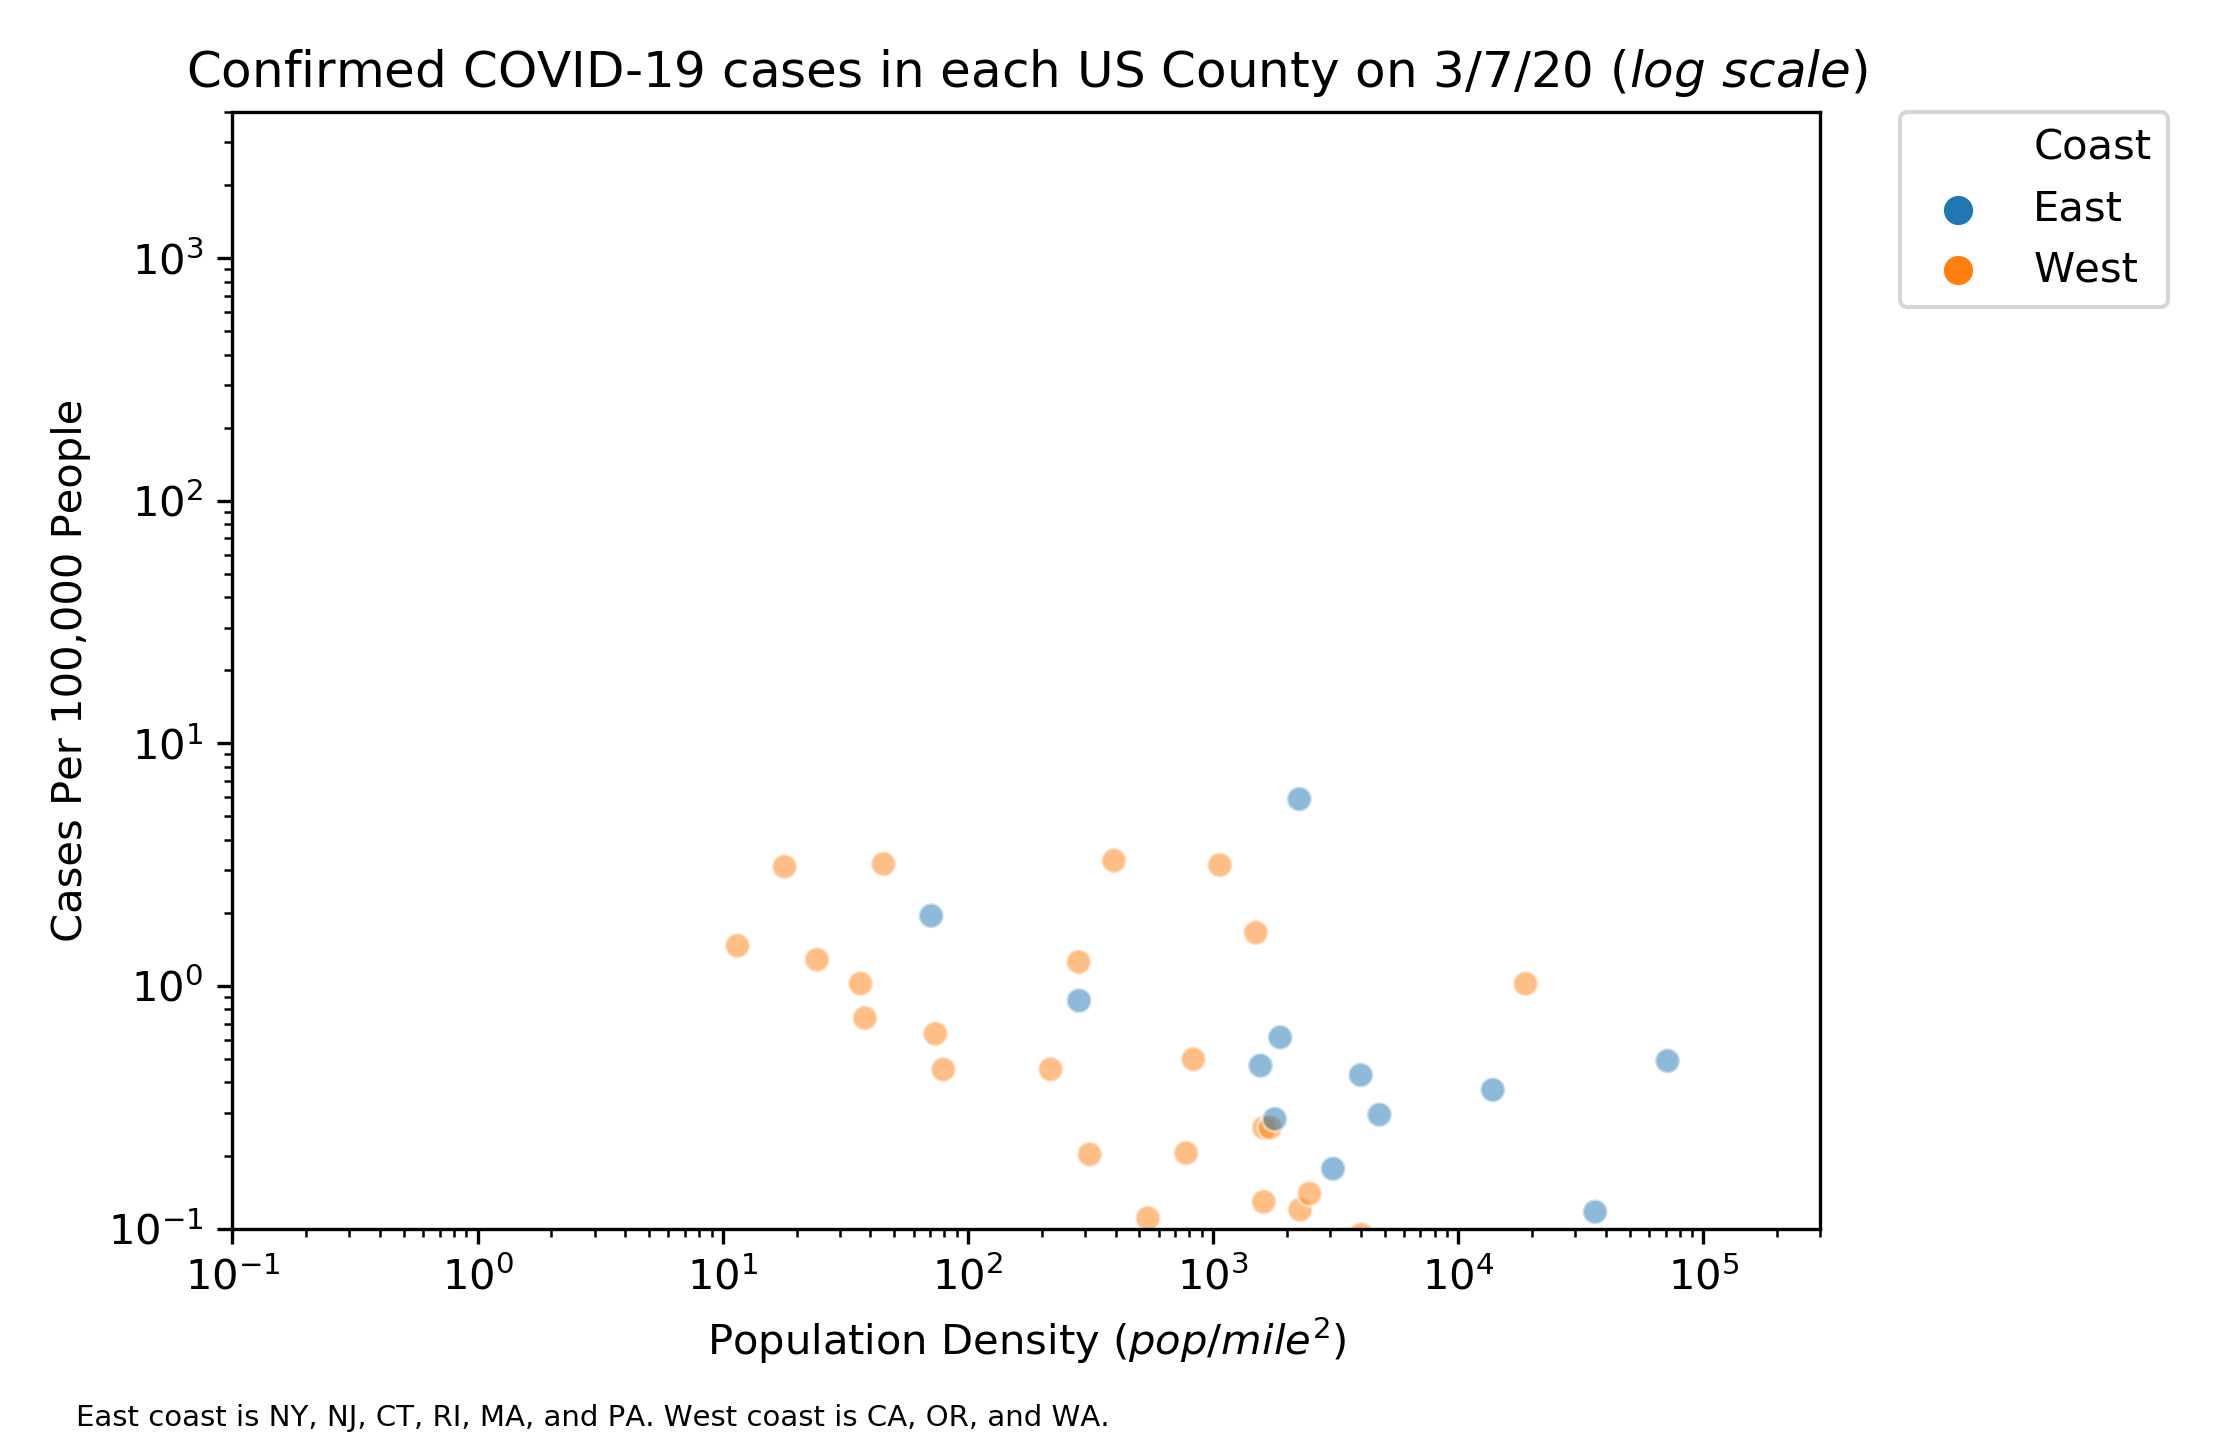 Confirmed COVID-19 cases in each US County on 3/7/20 (log scale)
Coast
East
West
10³
10²
10¹
10⁰
10⁻¹
Cases Per 100,000 People
10⁻¹ 10⁰ 10¹ 10² 10³ 10⁴ 10⁵
Population Density (pop/mile²)
East coast is NY, NJ, CT, RI, MA, and PA. West coast is CA, OR, and WA.